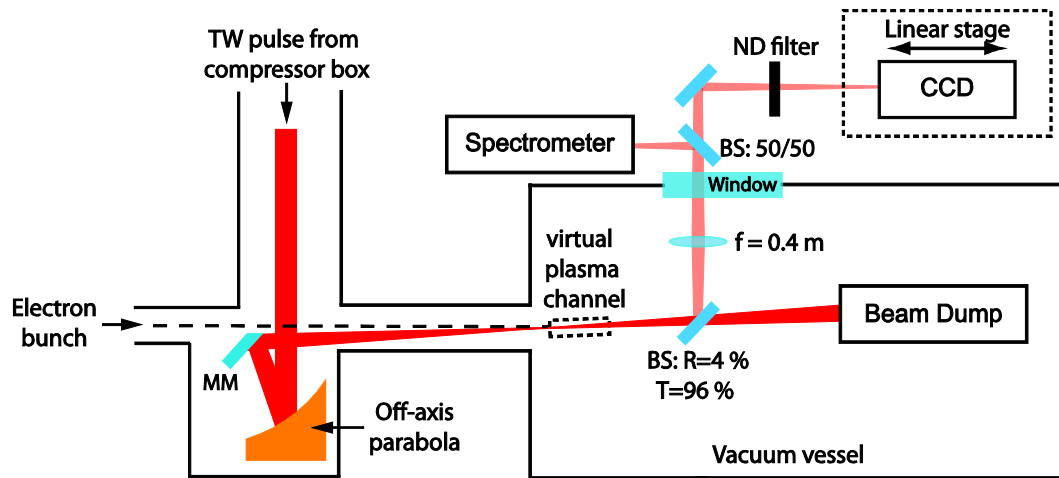 TW pulse from
compressor box
ND filter
Linear stage
CCD
Spectrometer
BS: 50/50
Window
f = 0.4 m
virtual
plasma
channel
Electron
bunch
Beam Dump
MM
BS: R=4 %
T=96 %
Off-axis
parabola
Vacuum vessel